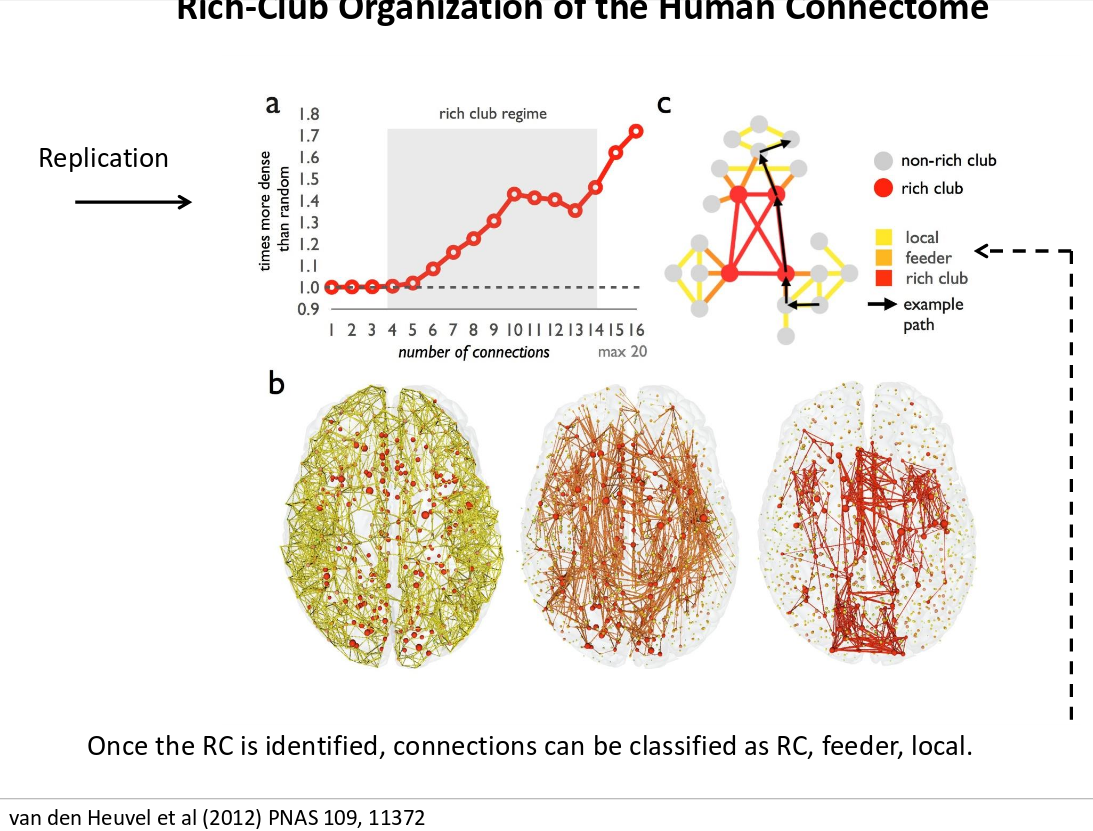 Rich-Club Organization of the Human Connectome
Replication
a
1.8
1.7
1.6
1.5
1.4
1.3
1.2
1.1
1.0
0.9
times more dense
than random
rich club regime
1 2 3 4 5 6 7 8 9 10 11 12 13 14 15 16
number of connections
max 20
c
non-rich club
rich club
local
feeder
rich club
example
path
b
Once the RC is identified, connections can be classified as RC, feeder, local.
van den Heuvel et al (2012) PNAS 109, 11372